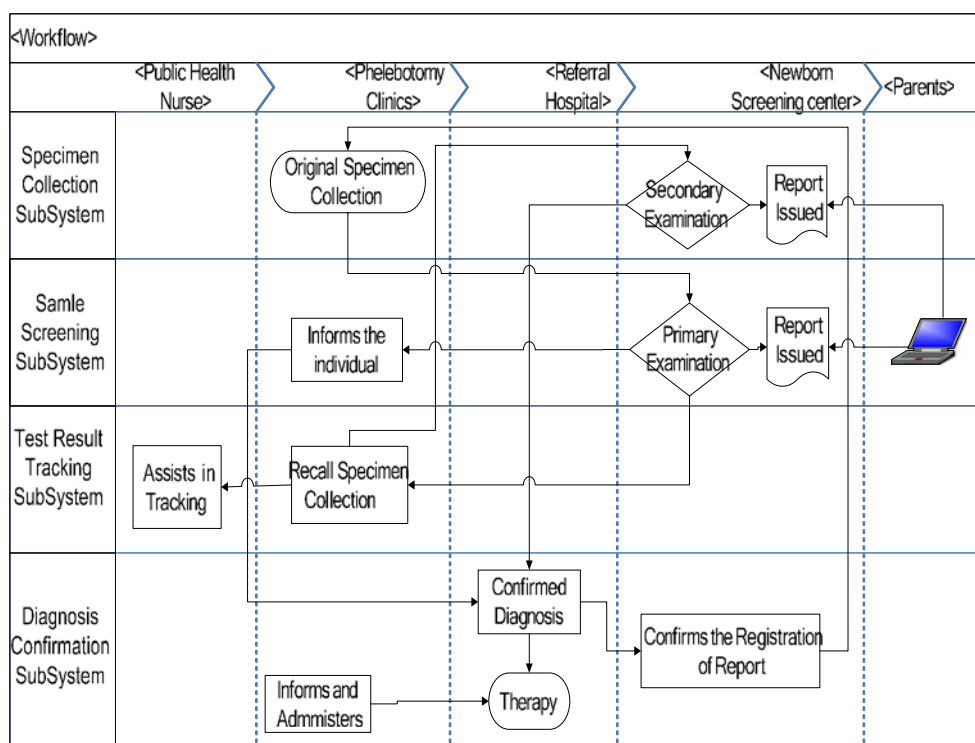 <Workflow>
<Public Health
Nurse>
<Phelebotomy
Clinics>
<Referral
Hospital>
<Newborn
Screening center>
<Parents>
Specimen
Collection
SubSystem
Original Specimen
Collection
Secondary
Examination
Report
Issued
Samle
Screening
SubSystem
Informs the
individual
Primary
Examination
Report
Issued
Test Result
Tracking
SubSystem
Assists in
Tracking
Recall Specimen
Collection
Diagnosis
Confirmation
SubSystem
Confirmed
Diagnosis
Confirms the Registration
of Report
Informs and
Admmisters
Therapy